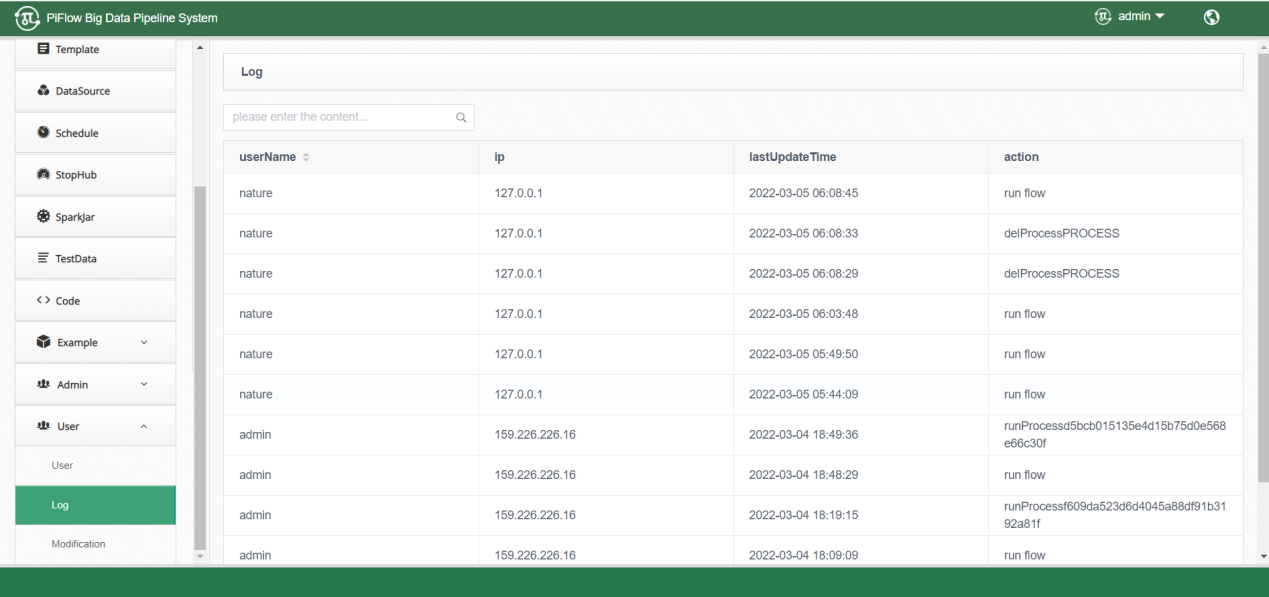 PiFlow Big Data Pipeline System
admin
Template
DataSource
Schedule
StopHub
SparkJar
TestData
Code
Example
Admin
User
User
Log
Modification
Log
please enter the content...
userName ip lastUpdateTime action
nature 127.0.0.1 2022-03-05 06:08:45 run flow
nature 127.0.0.1 2022-03-05 06:08:33 delProcessPROCESS
nature 127.0.0.1 2022-03-05 06:08:29 delProcessPROCESS
nature 127.0.0.1 2022-03-05 06:03:48 run flow
nature 127.0.0.1 2022-03-05 05:49:50 run flow
nature 127.0.0.1 2022-03-05 05:44:09 run flow
admin 159.226.226.16 2022-03-04 18:49:36 runProcessd5bcb015135e4d15b75d0e568
e66c30f
admin 159.226.226.16 2022-03-04 18:48:29 run flow
admin 159.226.226.16 2022-03-04 18:19:15 runProcessf609da523d6d4045a88df91b31
92a81f
admin 159.226.226.16 2022-03-04 18:09:09 run flow